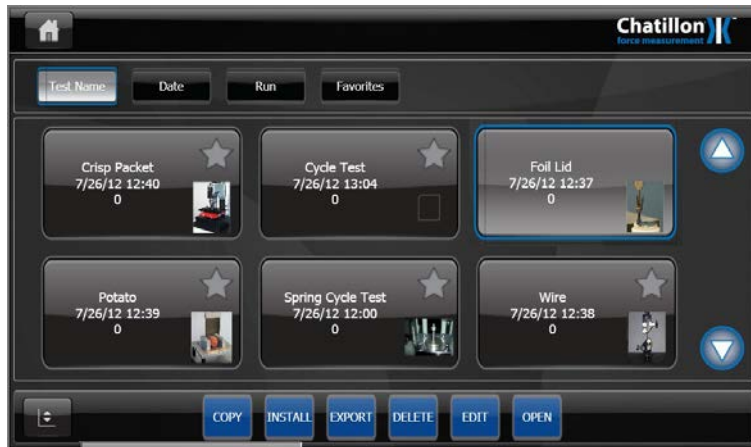 Chatillon
force measurement
Test Name
Date
Run
Favorites
Crisp Packet
7/26/12 12:40
0
Cycle Test
7/26/12 13:04
0
Foil Lid
7/26/12 12:37
0
Potato
7/26/12 12:39
0
Spring Cycle Test
7/26/12 12:00
0
Wire
7/26/12 12:38
0
COPY
INSTALL
EXPORT
DELETE
EDIT
OPEN